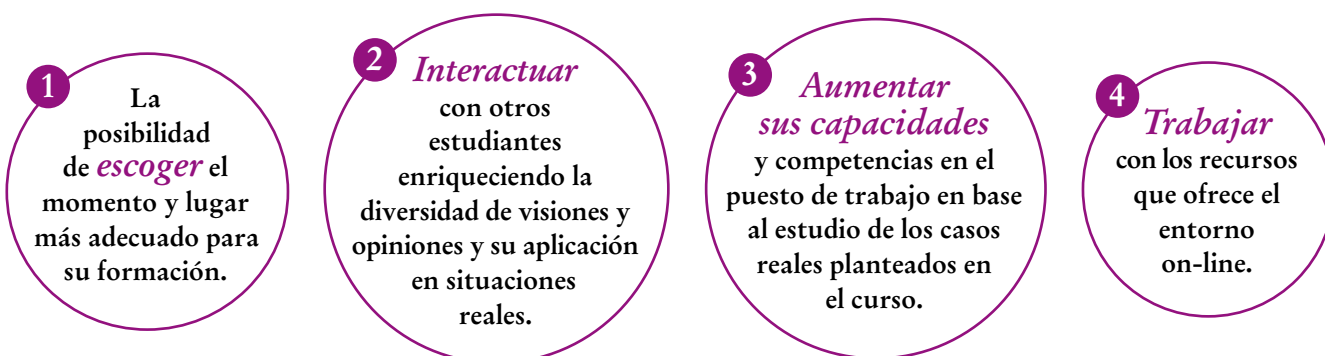 1
La
posibilidad
de escoger el
momento y lugar
más adecuado para
su formación.
2
Interactuar
con otros
estudiantes
enriqueciendo la
diversidad de visiones y
opiniones y su aplicación
en situaciones
reales.
3
Aumentar
sus capacidades
y competencias en el
puesto de trabajo en base
al estudio de los casos
reales planteados en
el curso.
4
Trabajar
con los recursos
que ofrece el
entorno
on-line.